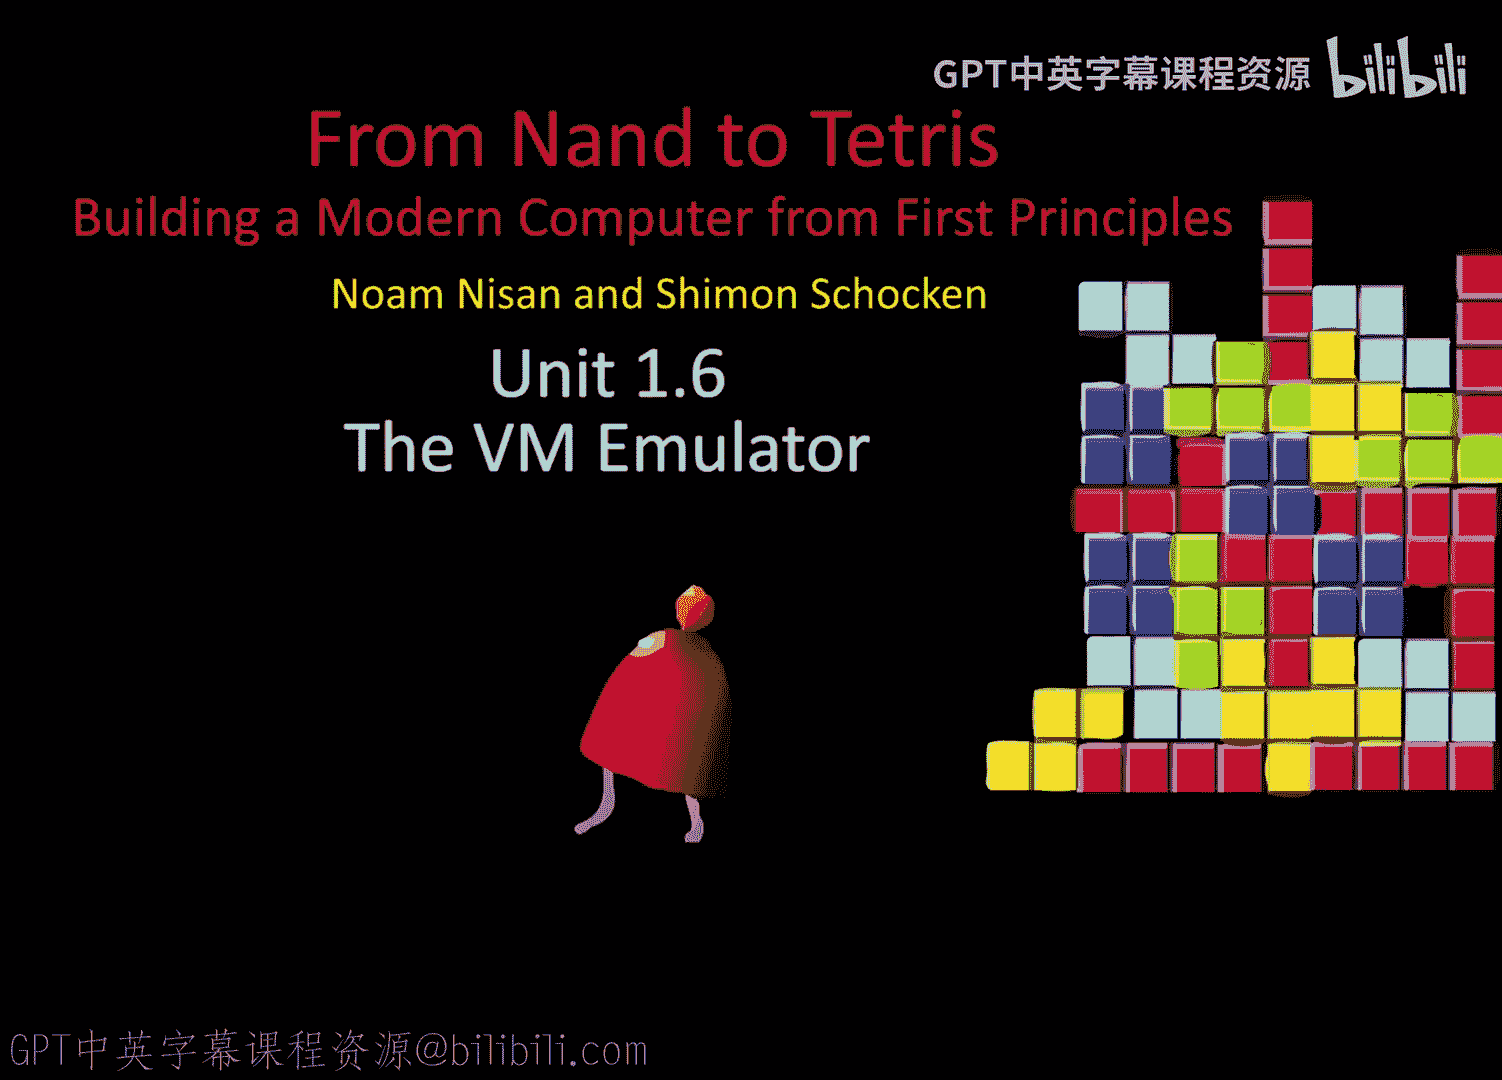 GPT中英字幕课程资源 bilibili
From Nand to Tetris
Building a Modern Computer from First Principles
Noam Nisan and Shimon Schocken
Unit 1.6
The VM Emulator
GPT中英字幕课程资源@bilibili.com